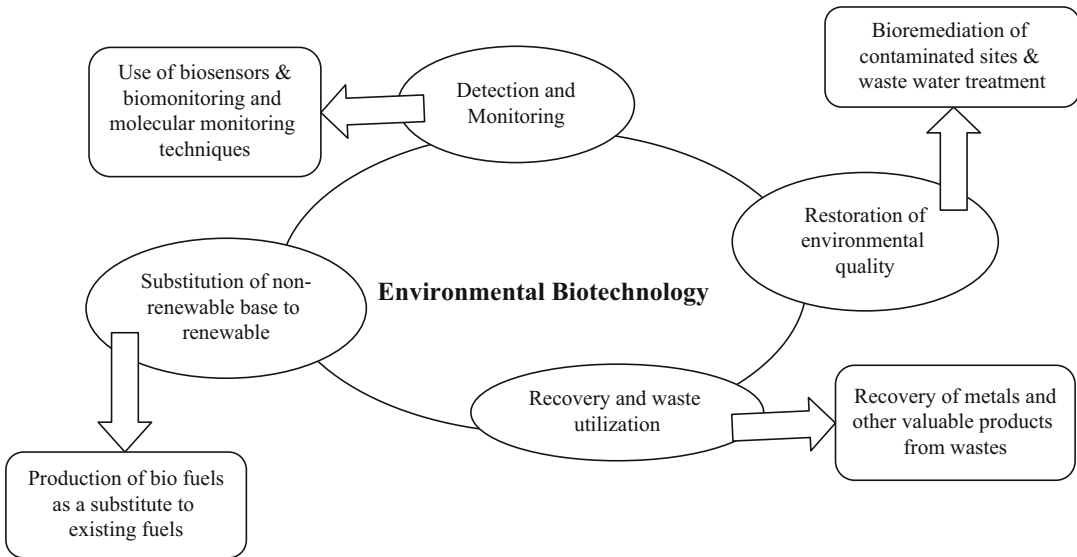 Use of biosensors &
biomonitoring and
molecular monitoring
techniques
Detection and
Monitoring
Bioremediation of
contaminated sites &
waste water treatment
Restoration of
environmental
quality
Substitution of non-
renewable base to
renewable
Environmental Biotechnology
Recovery and waste
utilization
Recovery of metals and
other valuable products
from wastes
Production of bio fuels
as a substitute to
existing fuels